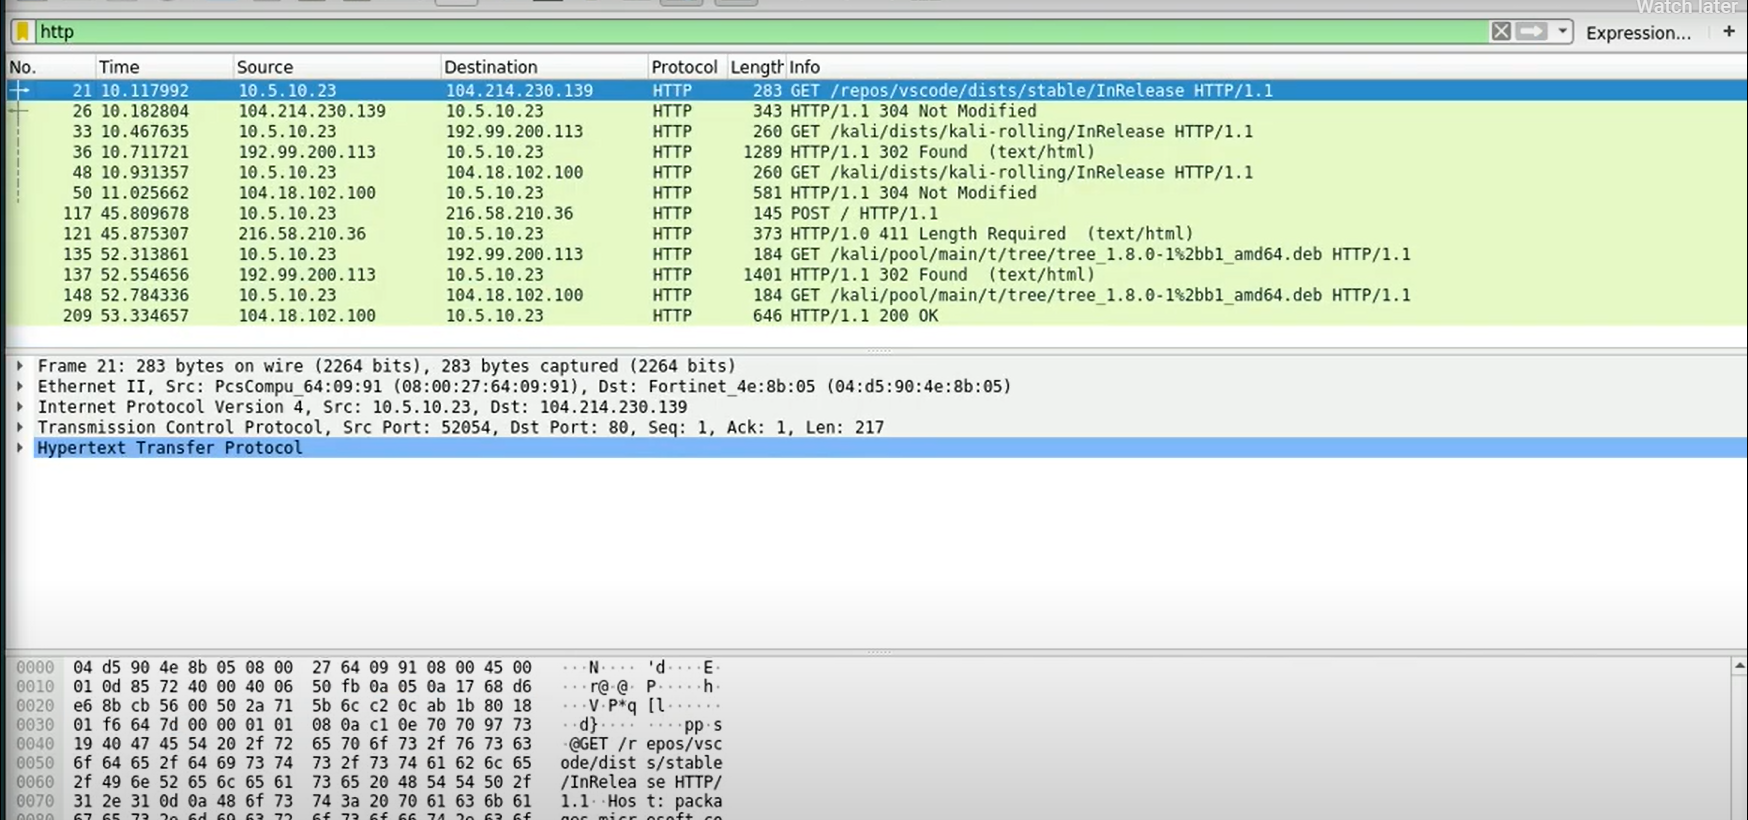 Watch later
http Expression... +
No. Time Source Destination Protocol Length Info
21 10.117992 10.5.10.23 104.214.230.139 HTTP 283 GET /repos/vscode/dists/stable/InRelease HTTP/1.1
26 10.182804 104.214.230.139 10.5.10.23 HTTP 343 HTTP/1.1 304 Not Modified
33 10.467635 10.5.10.23 192.99.200.113 HTTP 260 GET /kali/dists/kali-rolling/InRelease HTTP/1.1
36 10.711721 192.99.200.113 10.5.10.23 HTTP 1289 HTTP/1.1 302 Found (text/html)
48 10.931357 10.5.10.23 104.18.102.100 HTTP 260 GET /kali/dists/kali-rolling/InRelease HTTP/1.1
50 11.025662 104.18.102.100 10.5.10.23 HTTP 581 HTTP/1.1 304 Not Modified
117 45.809678 10.5.10.23 216.58.210.36 HTTP 145 POST / HTTP/1.1
121 45.875307 216.58.210.36 10.5.10.23 HTTP 373 HTTP/1.0 411 Length Required (text/html)
135 52.313861 10.5.10.23 192.99.200.113 HTTP 184 GET /kali/pool/main/t/tree/tree_1.8.0-1%2bb1_amd64.deb HTTP/1.1
137 52.554656 192.99.200.113 10.5.10.23 HTTP 1401 HTTP/1.1 302 Found (text/html)
148 52.784336 10.5.10.23 104.18.102.100 HTTP 184 GET /kali/pool/main/t/tree/tree_1.8.0-1%2bb1_amd64.deb HTTP/1.1
209 53.334657 104.18.102.100 10.5.10.23 HTTP 646 HTTP/1.1 200 OK
Frame 21: 283 bytes on wire (2264 bits), 283 bytes captured (2264 bits)
Ethernet II, Src: PcsCompu_64:09:91 (08:00:27:64:09:91), Dst: Fortinet_4e:8b:05 (04:d5:90:4e:8b:05)
Internet Protocol Version 4, Src: 10.5.10.23, Dst: 104.214.230.139
Transmission Control Protocol, Src Port: 52054, Dst Port: 80, Seq: 1, Ack: 1, Len: 217
Hypertext Transfer Protocol
0000 04 d5 90 4e 8b 05 08 00 27 64 09 91 08 00 45 00 ···N···· 'd····E·
0010 01 0d 85 72 40 00 40 06 50 fb 0a 05 0a 17 68 d6 ···r@·@· P·····h·
0020 e6 8b cb 56 00 50 2a 71 5b 6c c2 0c ab 1b 80 18 ···V·P*q [l······
0030 01 f6 64 7d 00 00 01 01 08 0a c1 0e 70 70 97 73 ··d}···· ····pp·s
0040 19 40 47 45 54 20 2f 72 65 70 6f 73 2f 76 73 63 ·@GET /r epos/vsc
0050 6f 64 65 2f 64 69 73 74 73 2f 73 74 61 62 6c 65 ode/dist s/stable
0060 2f 49 6e 52 65 6c 65 61 73 65 20 48 54 54 50 2f /InRelea se HTTP/
0070 31 2e 31 0d 0a 48 6f 73 74 3a 20 70 61 63 6b 61 1.1··Hos t: packa
0080 67 65 73 2e 6d 69 63 72 6f 73 6f 66 74 2e 63 6f ges.micr osoft.co